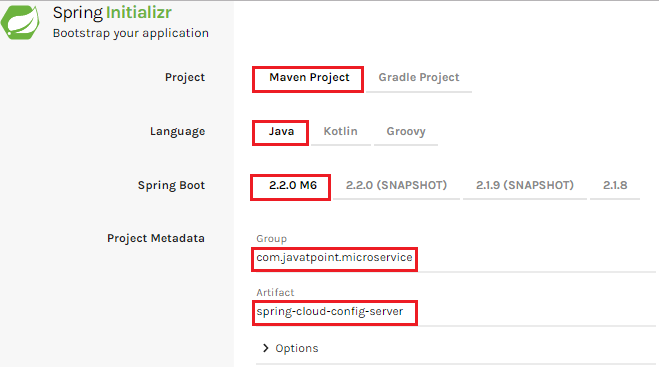 Spring Initializr
Bootstrap your application
Project Maven Project Gradle Project
Language Java Kotlin Groovy
Spring Boot 2.2.0 M6 2.2.0 (SNAPSHOT) 2.1.9 (SNAPSHOT) 2.1.8
Project Metadata Group
com.javatpoint.microservice
Artifact
spring-cloud-config-server
Options